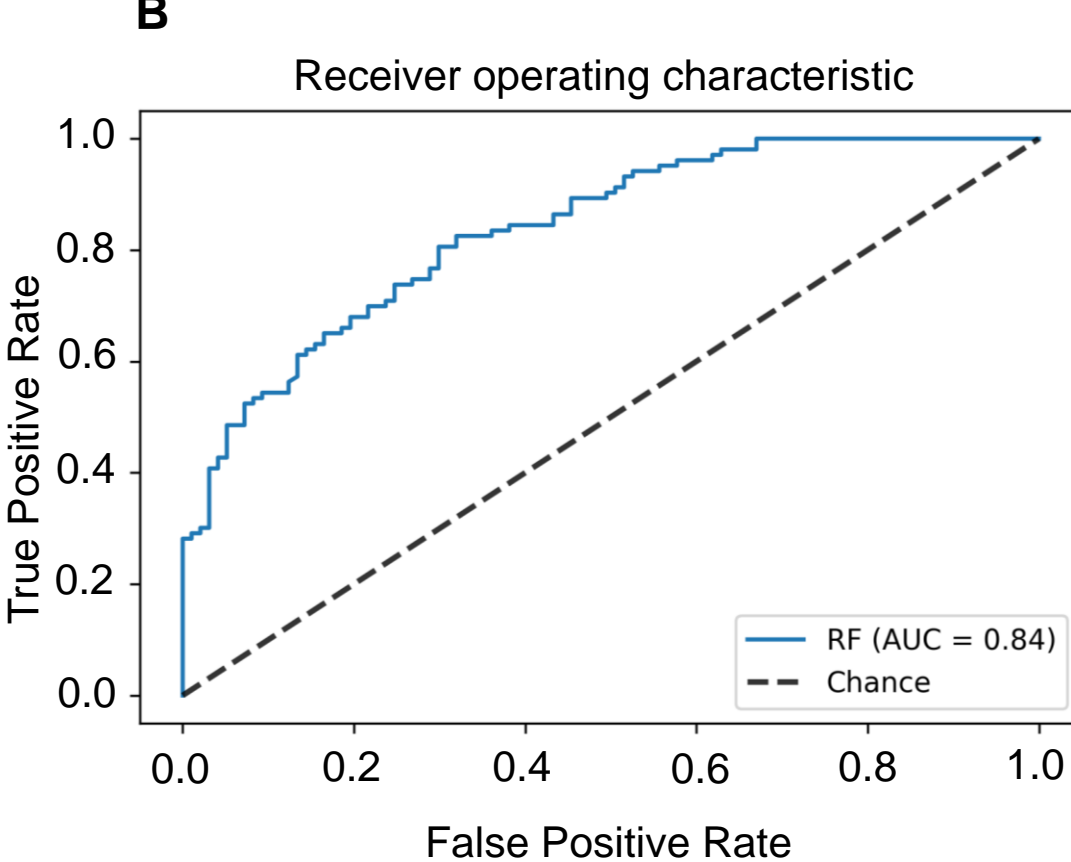 B
Receiver operating characteristic
True Positive Rate
1.0
0.8
0.6
0.4
0.2
0.0
RF (AUC = 0.84)
Chance
0.0 0.2 0.4 0.6 0.8 1.0
False Positive Rate